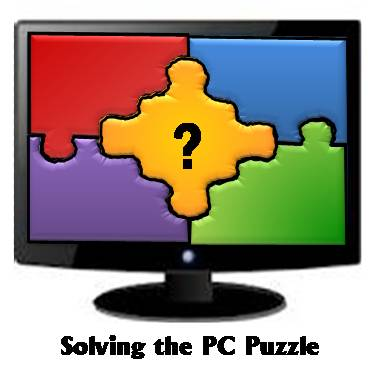 ?
Solving the PC Puzzle